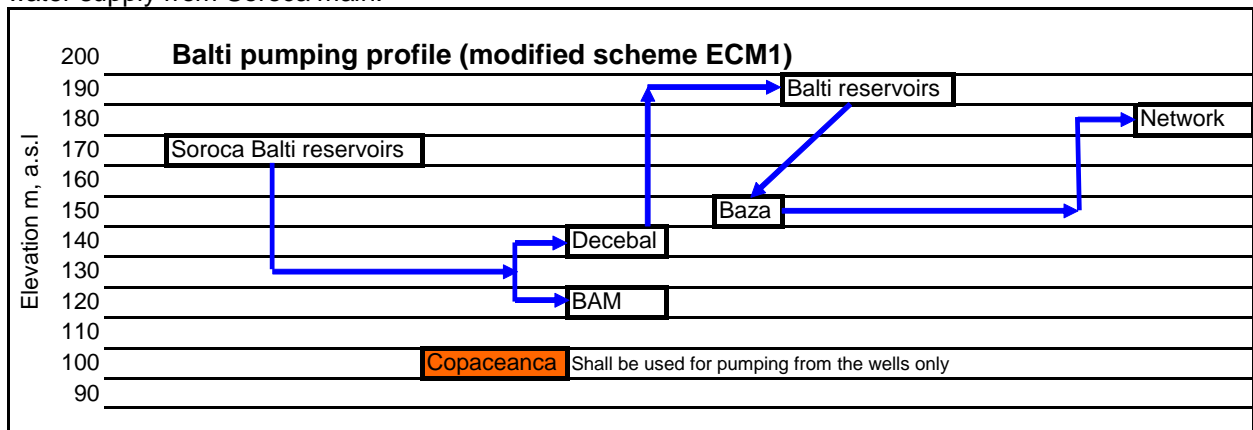 water supply from Soroca main.
Balti pumping profile (modified scheme ECM1)
200
190
180
170
160
150
140
130
120
110
100
90
Elevation m, a.s.l
Balti reservoirs
Network
Soroca Balti reservoirs
Baza
Decebal
BAM
Copaceanca
Shall be used for pumping from the wells only